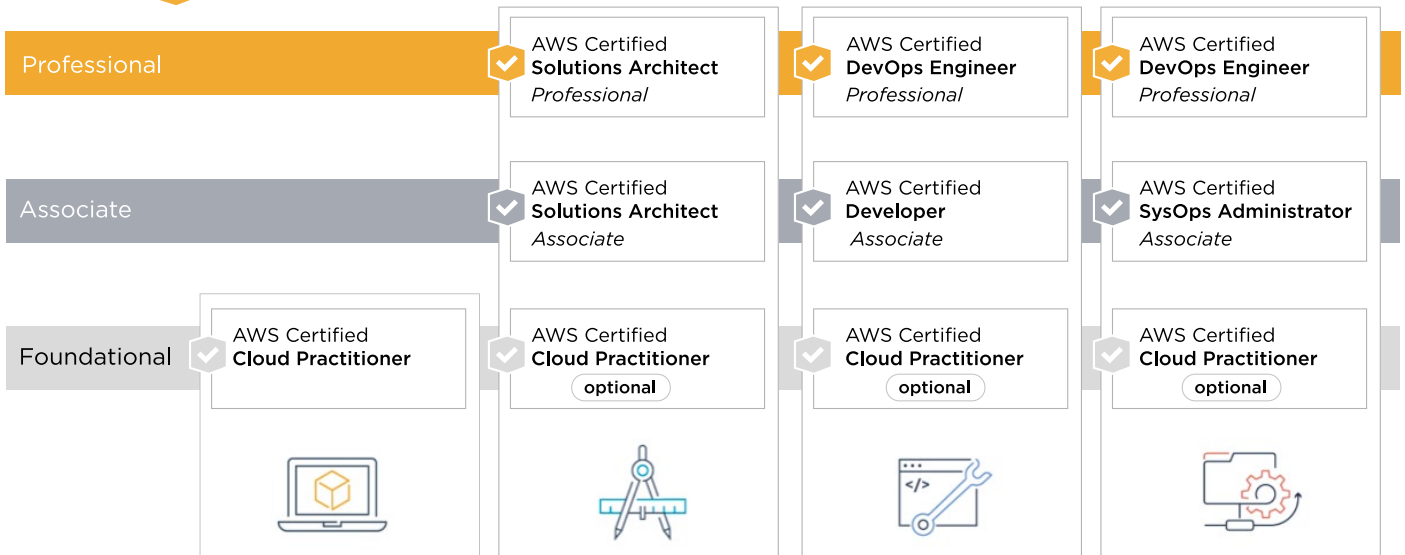 Professional
AWS Certified
Solutions Architect
Professional
AWS Certified
DevOps Engineer
Professional
AWS Certified
DevOps Engineer
Professional
Associate
AWS Certified
Solutions Architect
Associate
AWS Certified
Developer
Associate
AWS Certified
SysOps Administrator
Associate
Foundational
AWS Certified
Cloud Practitioner
AWS Certified
Cloud Practitioner
optional
AWS Certified
Cloud Practitioner
optional
AWS Certified
Cloud Practitioner
optional
</>